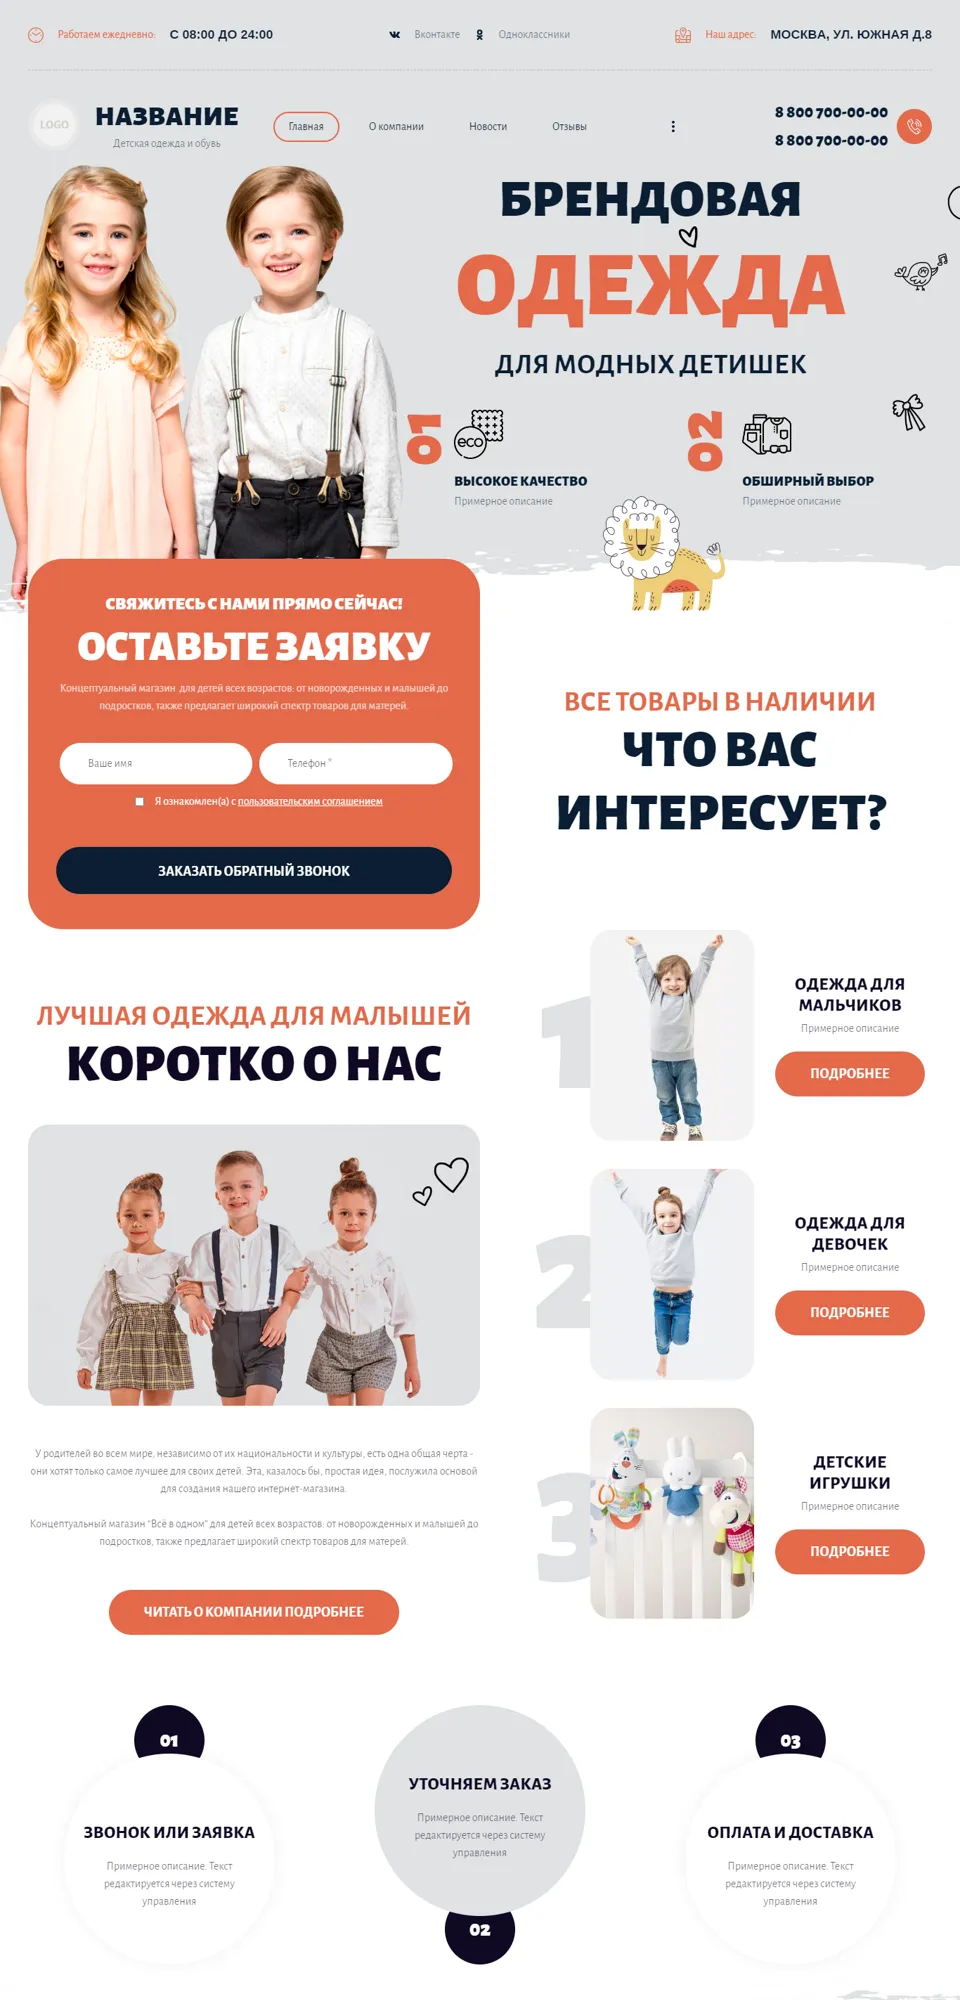 Работаем ежедневно: С 08:00 ДО 24:00
Вконтакте Одноклассники
Наш адрес: МОСКВА, УЛ. ЮЖНАЯ Д.8
LOGO
НАЗВАНИЕ
Детская одежда и обувь
Главная О компании Новости Отзывы
8 800 700-00-00
8 800 700-00-00
БРЕНДОВАЯ
ОДЕЖДА
ДЛЯ МОДНЫХ ДЕТИШЕК
01
eco
ВЫСОКОЕ КАЧЕСТВО
Примерное описание
02
ОБШИРНЫЙ ВЫБОР
Примерное описание
СВЯЖИТЕСЬ С НАМИ ПРЯМО СЕЙЧАС!
ОСТАВЬТЕ ЗАЯВКУ
Концептуальный магазин для детей всех возрастов: от новорожденных и малышей до
подростков, также предлагает широкий спектр товаров для матерей.
Ваше имя
Телефон *
Я ознакомлен(а) с пользовательским соглашением
ЗАКАЗАТЬ ОБРАТНЫЙ ЗВОНОК
ВСЕ ТОВАРЫ В НАЛИЧИИ
ЧТО ВАС
ИНТЕРЕСУЕТ?
ЛУЧШАЯ ОДЕЖДА ДЛЯ МАЛЫШЕЙ
КОРОТКО О НАС
У родителей во всем мире, независимо от их национальности и культуры, есть одна общая черта -
они хотят только самое лучшее для своих детей. Эта, казалось бы, простая идея, послужила основой
для создания нашего интернет-магазина.
Концептуальный магазин "Всё в одном" для детей всех возрастов: от новорожденных и малышей до
подростков, также предлагает широкий спектр товаров для матерей.
ЧИТАТЬ О КОМПАНИИ ПОДРОБНЕЕ
1
ОДЕЖДА ДЛЯ
МАЛЬЧИКОВ
Примерное описание
ПОДРОБНЕЕ
2
ОДЕЖДА ДЛЯ
ДЕВОЧЕК
Примерное описание
ПОДРОБНЕЕ
3
ДЕТСКИЕ
ИГРУШКИ
Примерное описание
ПОДРОБНЕЕ
01
ЗВОНОК ИЛИ ЗАЯВКА
Примерное описание. Текст
редактируется через систему
управления
УТОЧНЯЕМ ЗАКАЗ
Примерное описание. Текст
редактируется через систему
управления
02
03
ОПЛАТА И ДОСТАВКА
Примерное описание. Текст
редактируется через систему
управления